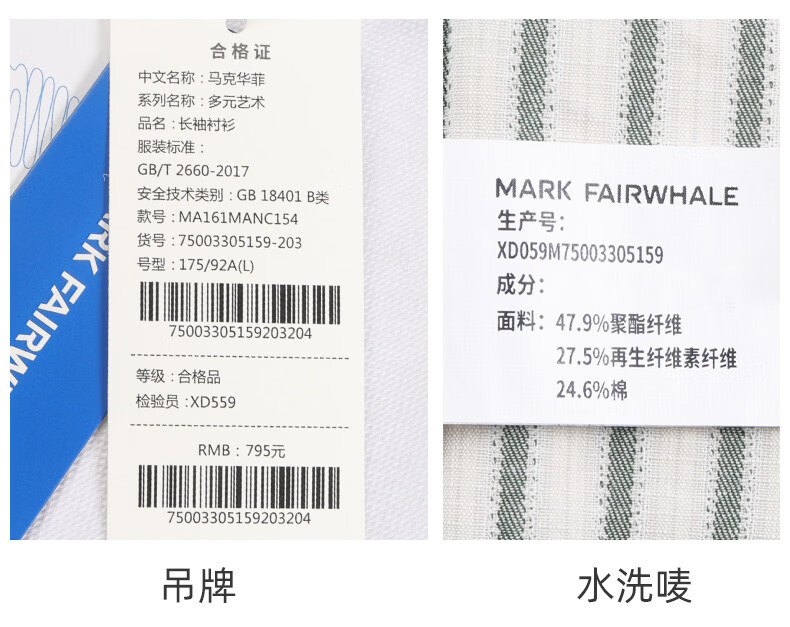 合格证
中文名称：马克华菲
系列名称：多元艺术
品名：长袖衬衫
服装标准：
GB/T 2660-2017
安全技术类别：GB 18401 B类
款号：MA161MANC154
货号：75003305159-203
号型：175/92A(L)
75003305159203204
等级：合格品
检验员：XD559
RMB：795元
75003305159203204
RK FAIRW
MARK FAIRWHALE
生产号：
XD059M75003305159
成分：
面料：47.9%聚酯纤维
27.5%再生纤维素纤维
24.6%棉
吊牌
水洗唛